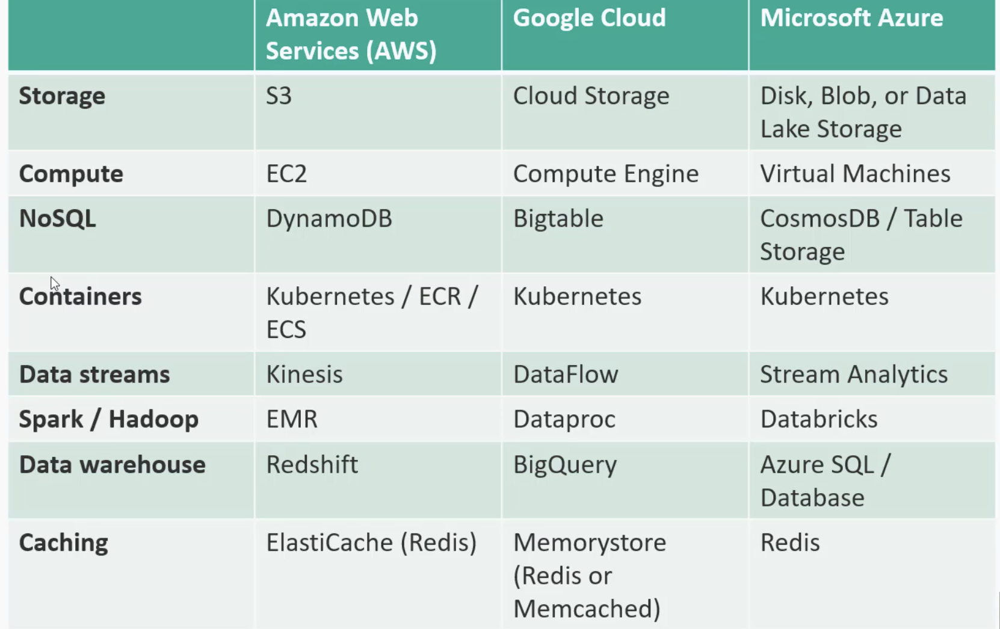 Amazon Web
Services (AWS)
Google Cloud
Microsoft Azure
Storage
S3
Cloud Storage
Disk, Blob, or Data
Lake Storage
Compute
EC2
Compute Engine
Virtual Machines
NoSQL
DynamoDB
Bigtable
CosmosDB / Table
Storage
Containers
Kubernetes / ECR /
ECS
Kubernetes
Kubernetes
Data streams
Kinesis
DataFlow
Stream Analytics
Spark / Hadoop
EMR
Dataproc
Databricks
Data warehouse
Redshift
BigQuery
Azure SQL /
Database
Caching
ElastiCache (Redis)
Memorystore
(Redis or
Memcached)
Redis